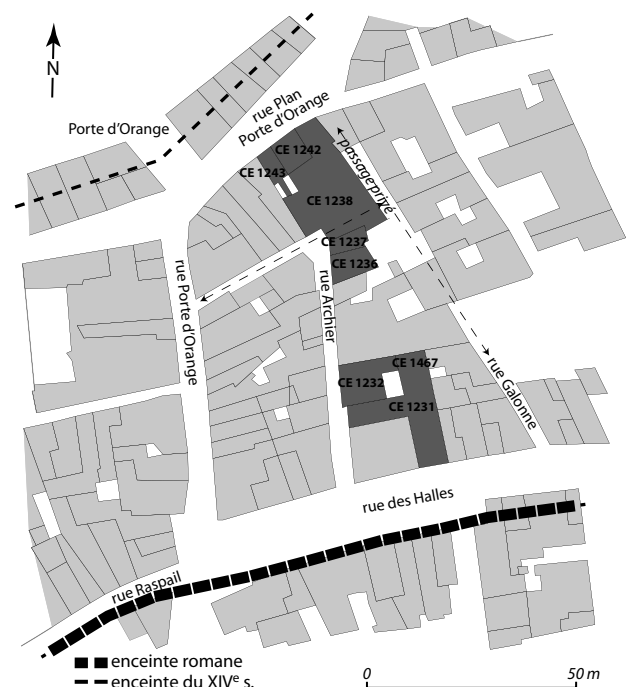 N
Porte d'Orange
rue Plan
Porte d'Orange
CE 1242
CE 1243
passage privé
CE 1238
CE 1237
CE 1236
rue Porte d'Orange
rue Archier
CE 1467
CE 1232
CE 1231
rue Galonne
rue des Halles
rue Raspail
enceinte romane
enceinte du XIVe s.
0
50 m